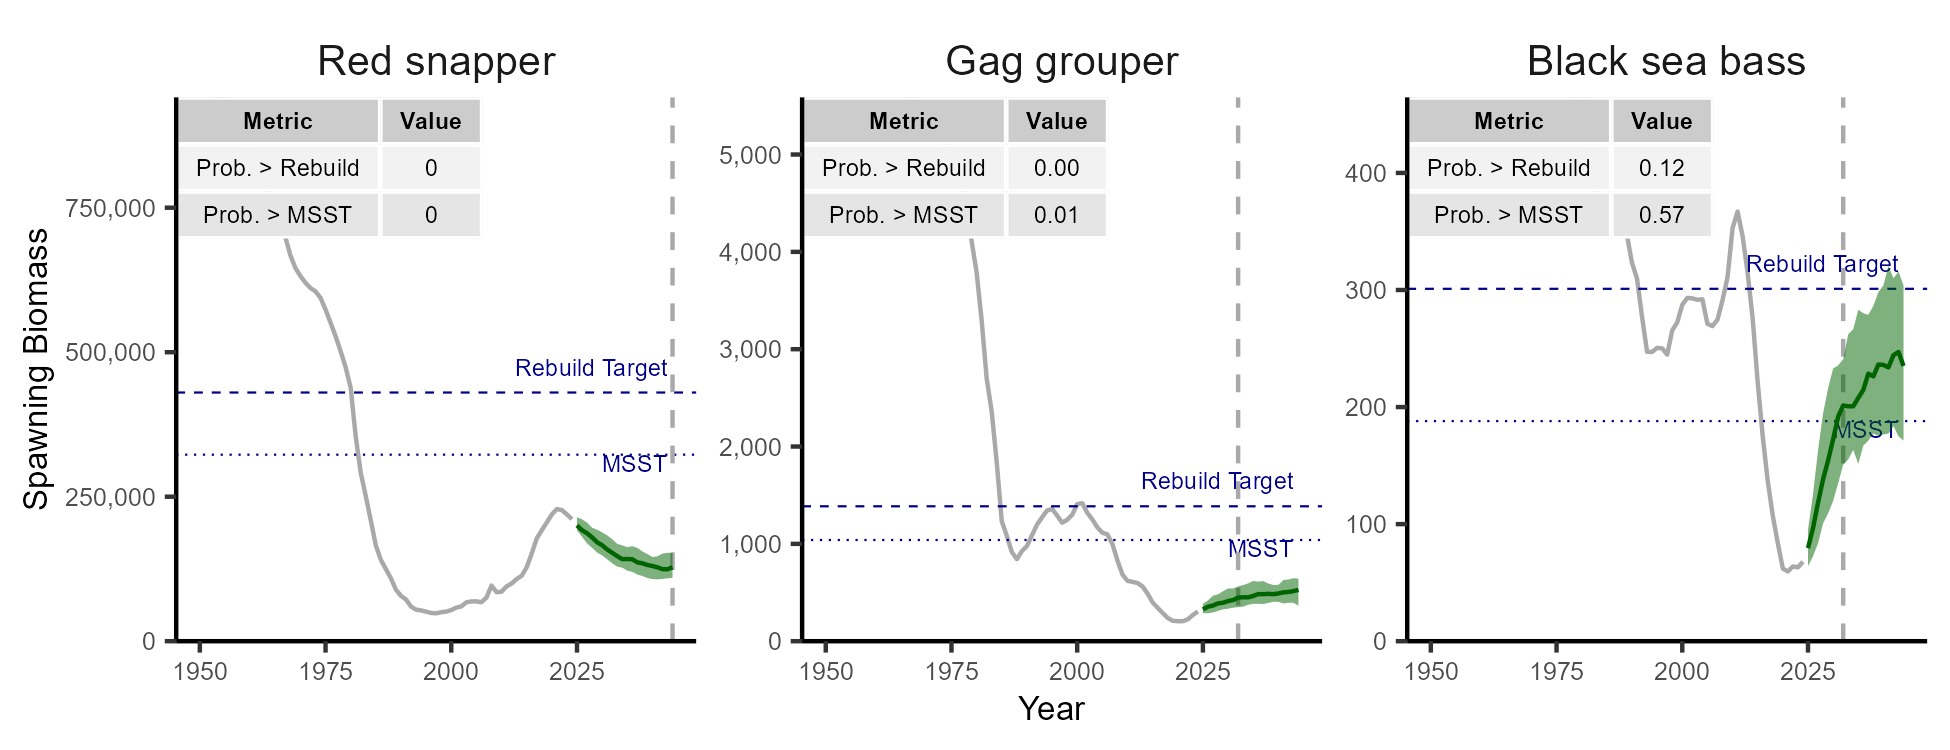 Red snapper
Gag grouper
Black sea bass
Spawning Biomass
Metric Value
Prob. > Rebuild 0
Prob. > MSST 0
750,000
500,000
250,000
0
Rebuild Target
MSST
1950 1975 2000 2025
Metric Value
Prob. > Rebuild 0.00
Prob. > MSST 0.01
5,000
4,000
3,000
2,000
1,000
0
Rebuild Target
MSST
1950 1975 2000 2025
Metric Value
Prob. > Rebuild 0.12
Prob. > MSST 0.57
400
300
200
100
0
Rebuild Target
MSST
1950 1975 2000 2025
Year